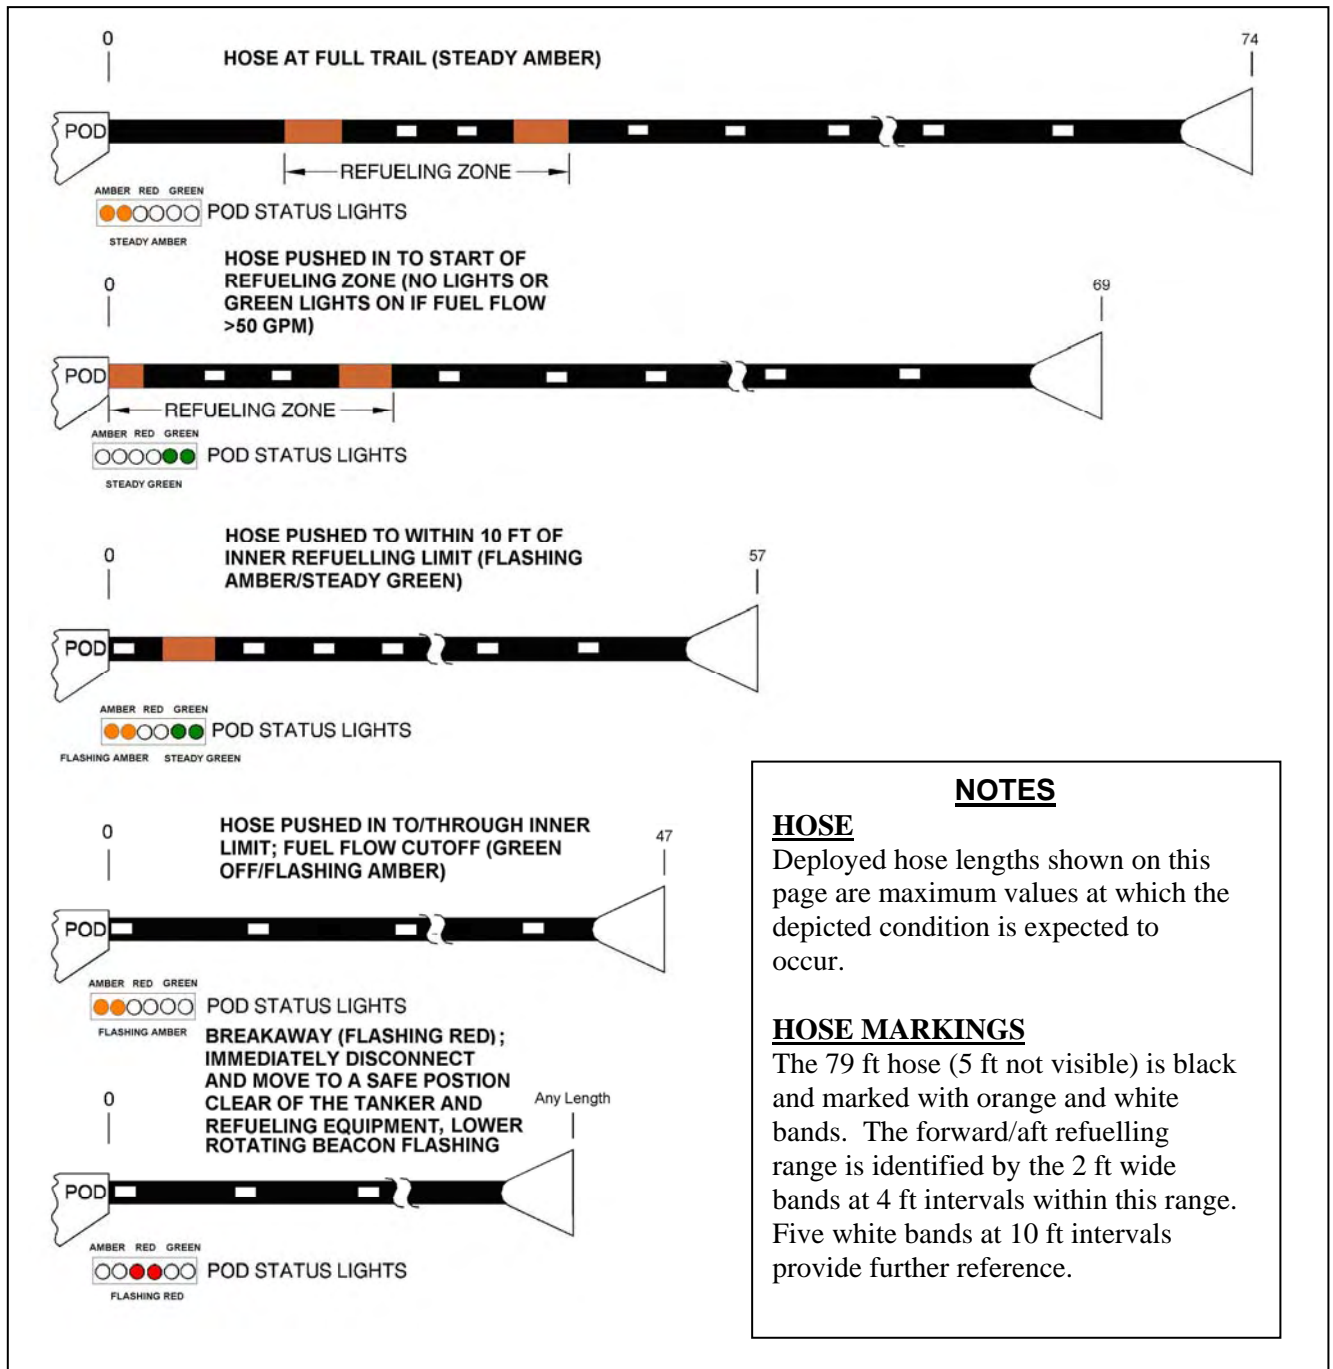 0
HOSE AT FULL TRAIL (STEADY AMBER)
74
POD
REFUELING ZONE
AMBER RED GREEN
POD STATUS LIGHTS
STEADY AMBER
HOSE PUSHED IN TO START OF
REFUELING ZONE (NO LIGHTS OR
GREEN LIGHTS ON IF FUEL FLOW
>50 GPM)
0
69
POD
REFUELING ZONE
AMBER RED GREEN
POD STATUS LIGHTS
STEADY GREEN
HOSE PUSHED TO WITHIN 10 FT OF
INNER REFUELLING LIMIT (FLASHING
AMBER/STEADY GREEN)
0
57
POD
AMBER RED GREEN
POD STATUS LIGHTS
FLASHING AMBER STEADY GREEN
HOSE PUSHED IN TO/THROUGH INNER
LIMIT; FUEL FLOW CUTOFF (GREEN
OFF/FLASHING AMBER)
0
47
POD
AMBER RED GREEN
POD STATUS LIGHTS
FLASHING AMBER
BREAKAWAY (FLASHING RED);
IMMEDIATELY DISCONNECT
AND MOVE TO A SAFE POSTION
CLEAR OF THE TANKER AND
REFUELING EQUIPMENT, LOWER
ROTATING BEACON FLASHING
0
Any Length
POD
AMBER RED GREEN
POD STATUS LIGHTS
FLASHING RED
NOTES
HOSE
Deployed hose lengths shown on this
page are maximum values at which the
depicted condition is expected to
occur.
HOSE MARKINGS
The 79 ft hose (5 ft not visible) is black
and marked with orange and white
bands. The forward/aft refuelling
range is identified by the 2 ft wide
bands at 4 ft intervals within this range.
Five white bands at 10 ft intervals
provide further reference.